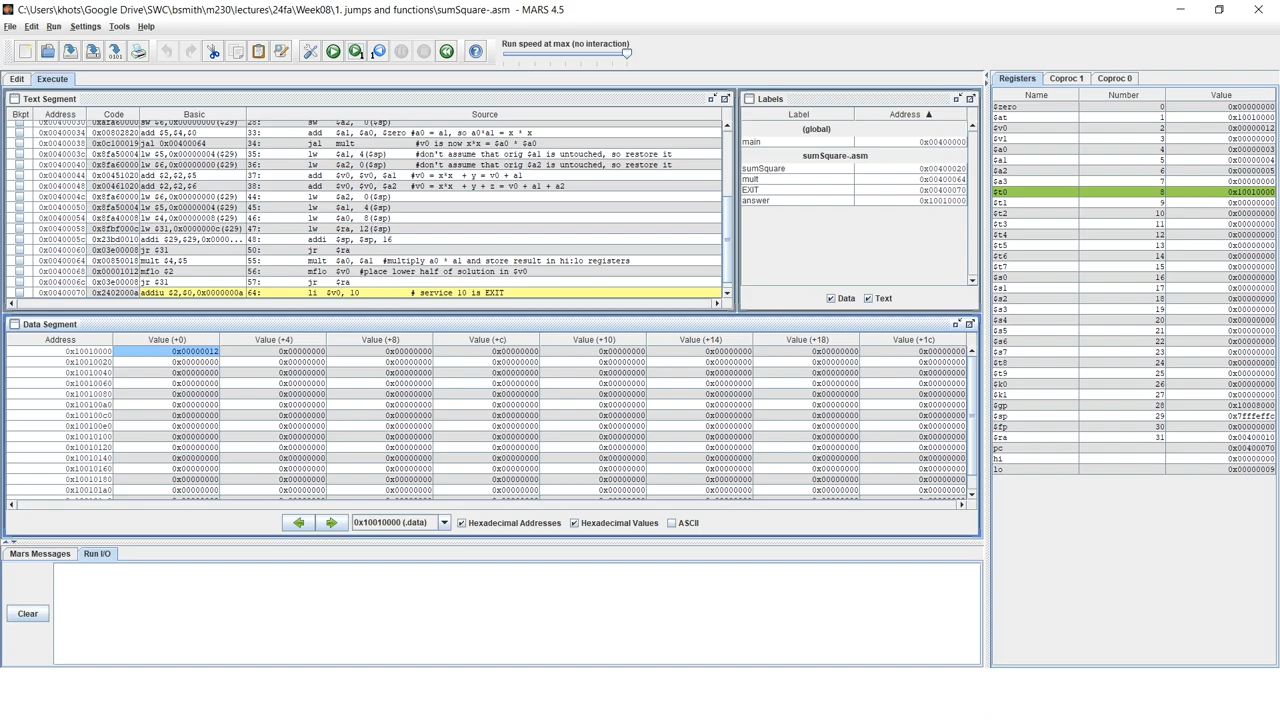 C:\Users\khots\Google Drive\SWC\bsmith\m230\lectures\24fa\Week08\1. jumps and functions\sumSquare-.asm - MARS 4.5
File Edit Run Settings Tools Help
Run speed at max (no interaction)
Edit Execute
Text Segment
Bkpt Address Code Basic Source
0x00400034 0x00802820 add $5,$4,$0 33: add $a1, $a0, $zero #a0 = a1, so a0*a1 = x * x
0x00400038 0x0c100019 jal 0x00400064 34: jal mult #v0 is now x*x = $a0 * $a0
0x0040003c 0x8fa50004 lw $5,0x00000004($29) 35: lw $a1, 4($sp) #don't assume that orig $a1 is untouched, so restore it
0x00400040 0x8fa60000 lw $6,0x00000000($29) 36: lw $a2, 0($sp) #don't assume that orig $a2 is untouched, so restore it
0x00400044 0x00451020 add $2,$2,$5 37: add $v0, $v0, $a1 #v0 = x*x + y = v0 + a1
0x00400048 0x00461020 add $2,$2,$6 38: add $v0, $v0, $a2 #v0 = x*x + y + z = v0 + a1 + a2
0x0040004c 0x8fa60000 lw $6,0x00000000($29) 44: lw $a2, 0($sp)
0x00400050 0x8fa50004 lw $5,0x00000004($29) 45: lw $a1, 4($sp)
0x00400054 0x8fa40008 lw $4,0x00000008($29) 46: lw $a0, 8($sp)
0x00400058 0x8fbf000c lw $31,0x0000000c($29) 47: lw $ra, 12($sp)
0x0040005c 0x23bd0010 addi $29,$29,0x0000... 48: addi $sp, $sp, 16
0x00400060 0x03e00008 jr $31 50: jr $ra
0x00400064 0x00850018 mult $4,$5 55: mult $a0, $a1 #multiply a0 * a1 and store result in hi:lo registers
0x00400068 0x00001012 mflo $2 56: mflo $v0 #place lower half of solution in $v0
0x0040006c 0x03e00008 jr $31 57: jr $ra
0x00400070 0x2402000a addiu $2,$0,0x0000000a 64: li $v0, 10 # service 10 is EXIT
Labels
Label Address ▲
(global)
main 0x00400000
sumSquare-.asm
sumSquare 0x00400020
mult 0x00400064
EXIT 0x00400070
answer 0x10010000
Data Text
Data Segment
Address Value (+0) Value (+4) Value (+8) Value (+c) Value (+10) Value (+14) Value (+18) Value (+1c)
0x10010000 0x00000012 0x00000000 0x00000000 0x00000000 0x00000000 0x00000000 0x00000000 0x00000000
0x10010020 0x00000000 0x00000000 0x00000000 0x00000000 0x00000000 0x00000000 0x00000000 0x00000000
0x10010040 0x00000000 0x00000000 0x00000000 0x00000000 0x00000000 0x00000000 0x00000000 0x00000000
0x10010060 0x00000000 0x00000000 0x00000000 0x00000000 0x00000000 0x00000000 0x00000000 0x00000000
0x10010080 0x00000000 0x00000000 0x00000000 0x00000000 0x00000000 0x00000000 0x00000000 0x00000000
0x100100a0 0x00000000 0x00000000 0x00000000 0x00000000 0x00000000 0x00000000 0x00000000 0x00000000
0x100100c0 0x00000000 0x00000000 0x00000000 0x00000000 0x00000000 0x00000000 0x00000000 0x00000000
0x100100e0 0x00000000 0x00000000 0x00000000 0x00000000 0x00000000 0x00000000 0x00000000 0x00000000
0x10010100 0x00000000 0x00000000 0x00000000 0x00000000 0x00000000 0x00000000 0x00000000 0x00000000
0x10010120 0x00000000 0x00000000 0x00000000 0x00000000 0x00000000 0x00000000 0x00000000 0x00000000
0x10010140 0x00000000 0x00000000 0x00000000 0x00000000 0x00000000 0x00000000 0x00000000 0x00000000
0x10010160 0x00000000 0x00000000 0x00000000 0x00000000 0x00000000 0x00000000 0x00000000 0x00000000
0x10010180 0x00000000 0x00000000 0x00000000 0x00000000 0x00000000 0x00000000 0x00000000 0x00000000
0x100101a0 0x00000000 0x00000000 0x00000000 0x00000000 0x00000000 0x00000000 0x00000000 0x00000000
0x10010000 (.data) Hexadecimal Addresses Hexadecimal Values ASCII
Mars Messages Run I/O
Clear
Registers Coproc 1 Coproc 0
Name Number Value
$zero 0 0x00000000
$at 1 0x10010000
$v0 2 0x00000012
$v1 3 0x00000000
$a0 4 0x00000003
$a1 5 0x00000004
$a2 6 0x00000005
$a3 7 0x00000000
$t0 8 0x10010000
$t1 9 0x00000000
$t2 10 0x00000000
$t3 11 0x00000000
$t4 12 0x00000000
$t5 13 0x00000000
$t6 14 0x00000000
$t7 15 0x00000000
$s0 16 0x00000000
$s1 17 0x00000000
$s2 18 0x00000000
$s3 19 0x00000000
$s4 20 0x00000000
$s5 21 0x00000000
$s6 22 0x00000000
$s7 23 0x00000000
$t8 24 0x00000000
$t9 25 0x00000000
$k0 26 0x00000000
$k1 27 0x00000000
$gp 28 0x10008000
$sp 29 0x7fffeffc
$fp 30 0x00000000
$ra 31 0x00400010
pc 0x00400070
hi 0x00000000
lo 0x00000009